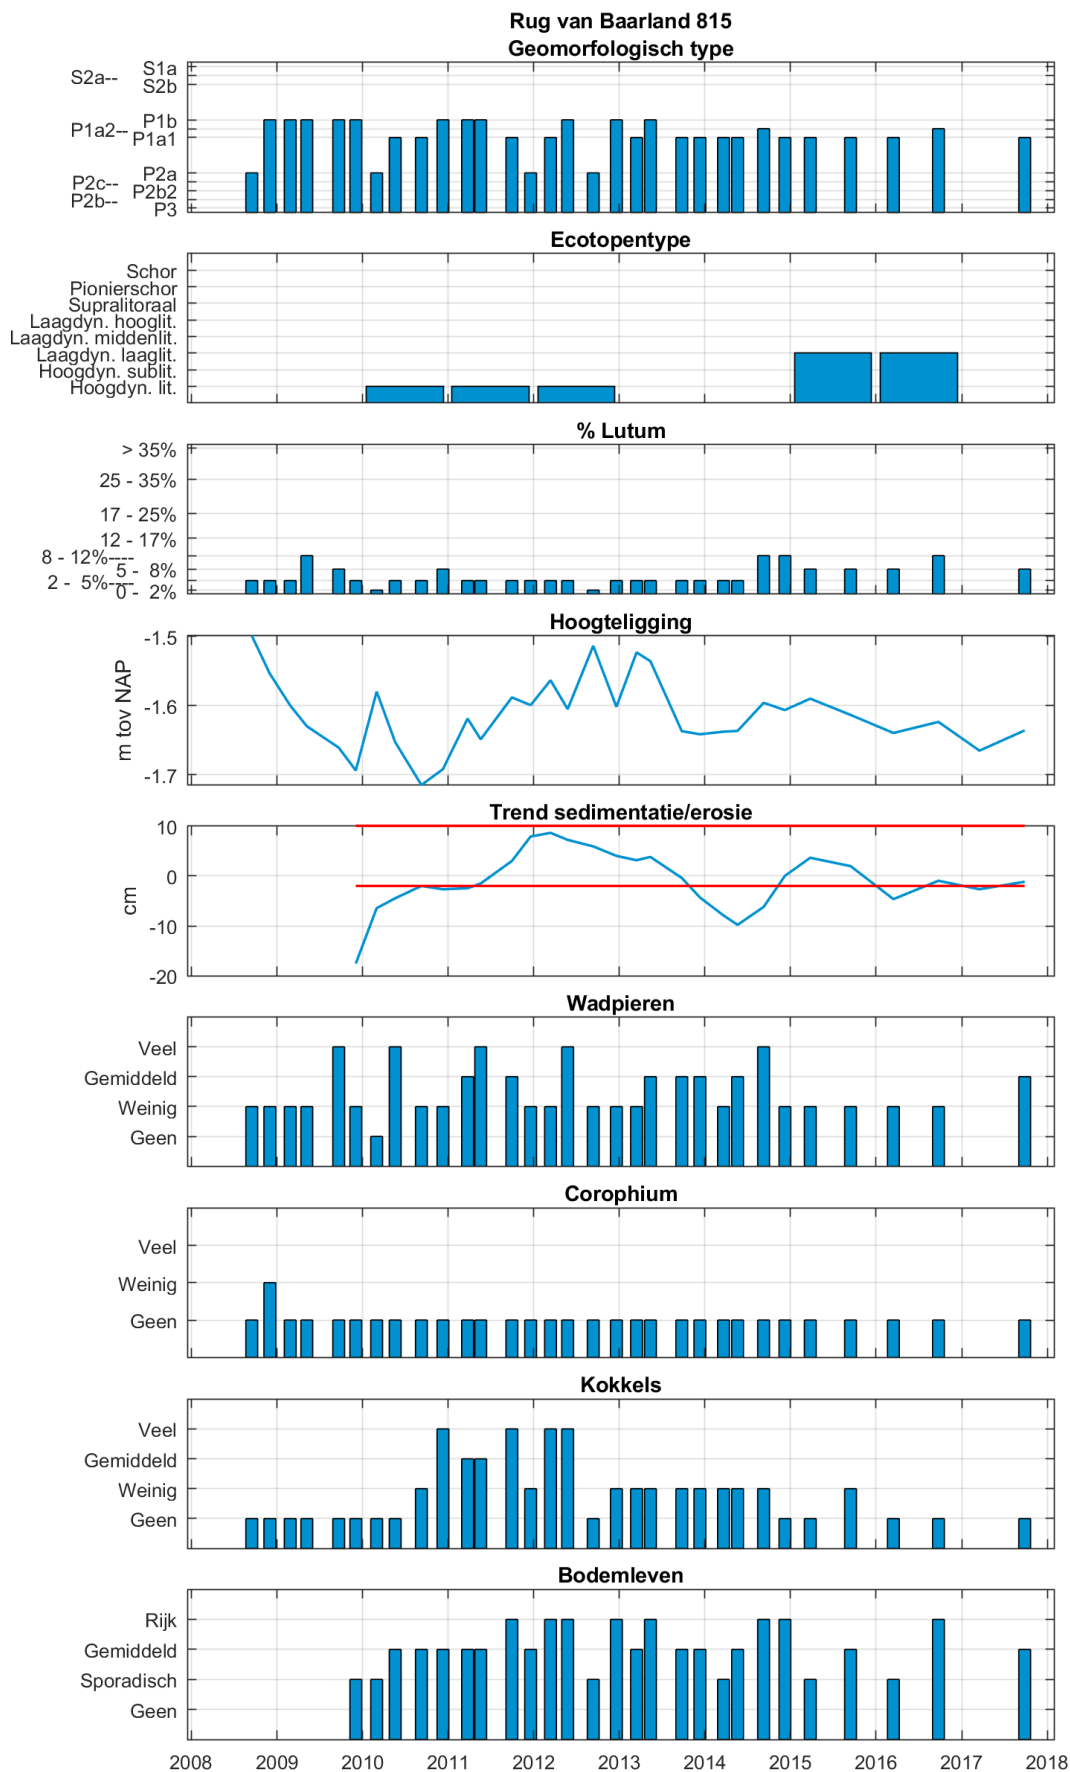 Rug van Baarland 815
Geomorfologisch type
S1a
S2a--
S2b
P1b
P1a2--
P1a1
P2a
P2c--
P2b2
P2b--
P3
Ecotopentype
Schor
Pionierschor
Supralitoraal
Laagdyn. hooglit.
Laagdyn. middenlit.
Laagdyn. laaglit.
Hoogdyn. sublit.
Hoogdyn. lit.
% Lutum
> 35%
25 - 35%
17 - 25%
12 - 17%
8 - 12%----
5 - 8%
2 - 5%----
0 - 2%
Hoogteligging
m tov NAP
-1.5
-1.6
-1.7
Trend sedimentatie/erosie
cm
10
0
-10
-20
Wadpieren
Veel
Gemiddeld
Weinig
Geen
Corophium
Veel
Weinig
Geen
Kokkels
Veel
Gemiddeld
Weinig
Geen
Bodemleven
Rijk
Gemiddeld
Sporadisch
Geen
2008 2009 2010 2011 2012 2013 2014 2015 2016 2017 2018